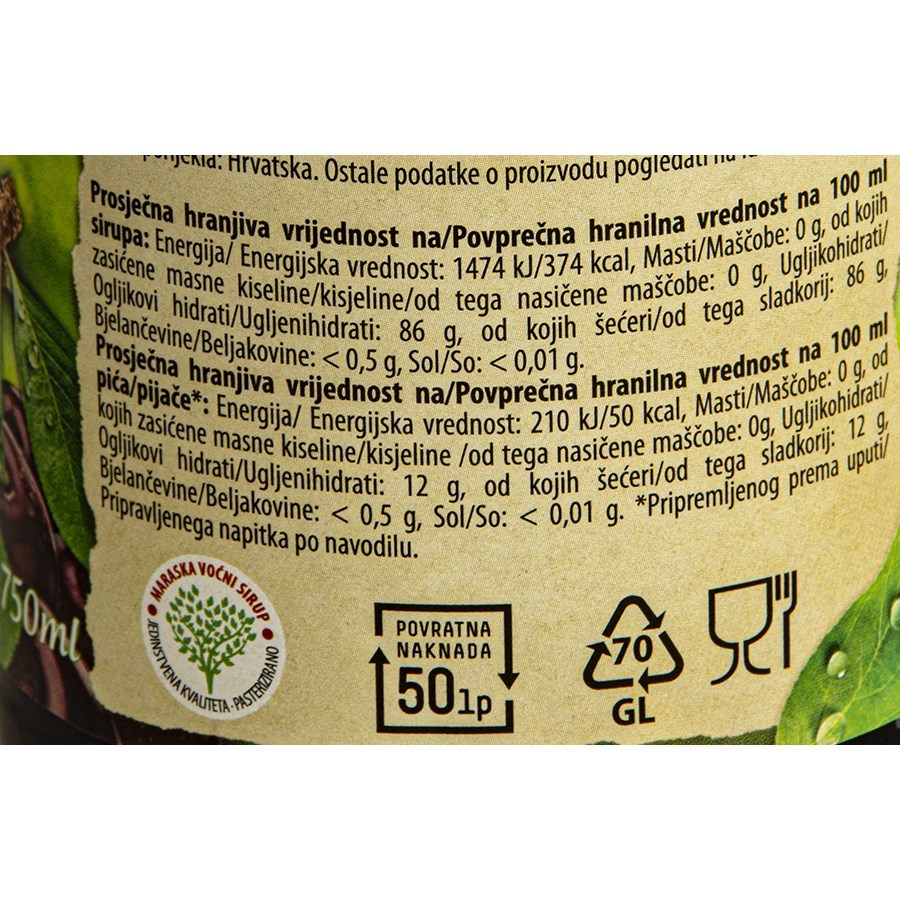 porijekla: Hrvatska. Ostale podatke o proizvodu pogledati na
Prosječna hranjiva vrijednost na/Povprečna hranilna vrednost na 100 ml
sirupa: Energija/ Energijska vrednost: 1474 kJ/374 kcal, Masti/Maščobe: 0 g, od kojih
zasićene masne kiseline/kisjeline/od tega nasičene maščobe: 0 g, Ugljikohidrati/
Ogljikovi hidrati/Ugljenihidrati: 86 g, od kojih šećeri/od tega sladkorij: 86 g,
Bjelančevine/Beljakovine: < 0,5 g, Sol/So: < 0,01 g.
Prosječna hranjiva vrijednost na/Povprečna hranilna vrednost na 100 ml
pića/pijače*: Energija/ Energijska vrednost: 210 kJ/50 kcal, Masti/Maščobe: 0 g, od
kojih zasićene masne kiseline/kisjeline /od tega nasičene maščobe: 0g, Ugljikohidrati/
Ogljikovi hidrati/Ugljenihidrati: 12 g, od kojih šećeri/od tega sladkorij: 12 g,
Bjelančevine/Beljakovine: < 0,5 g, Sol/So: < 0,01 g. *Pripremljenog prema uputi/
Pripravljenega napitka po navodilu.
750ml
MARASKA VOĆNI SIRUP
JEDINSTVENA KVALITETA - PASTERIZIRANO
POVRATNA
NAKNADA
50lp
70
GL